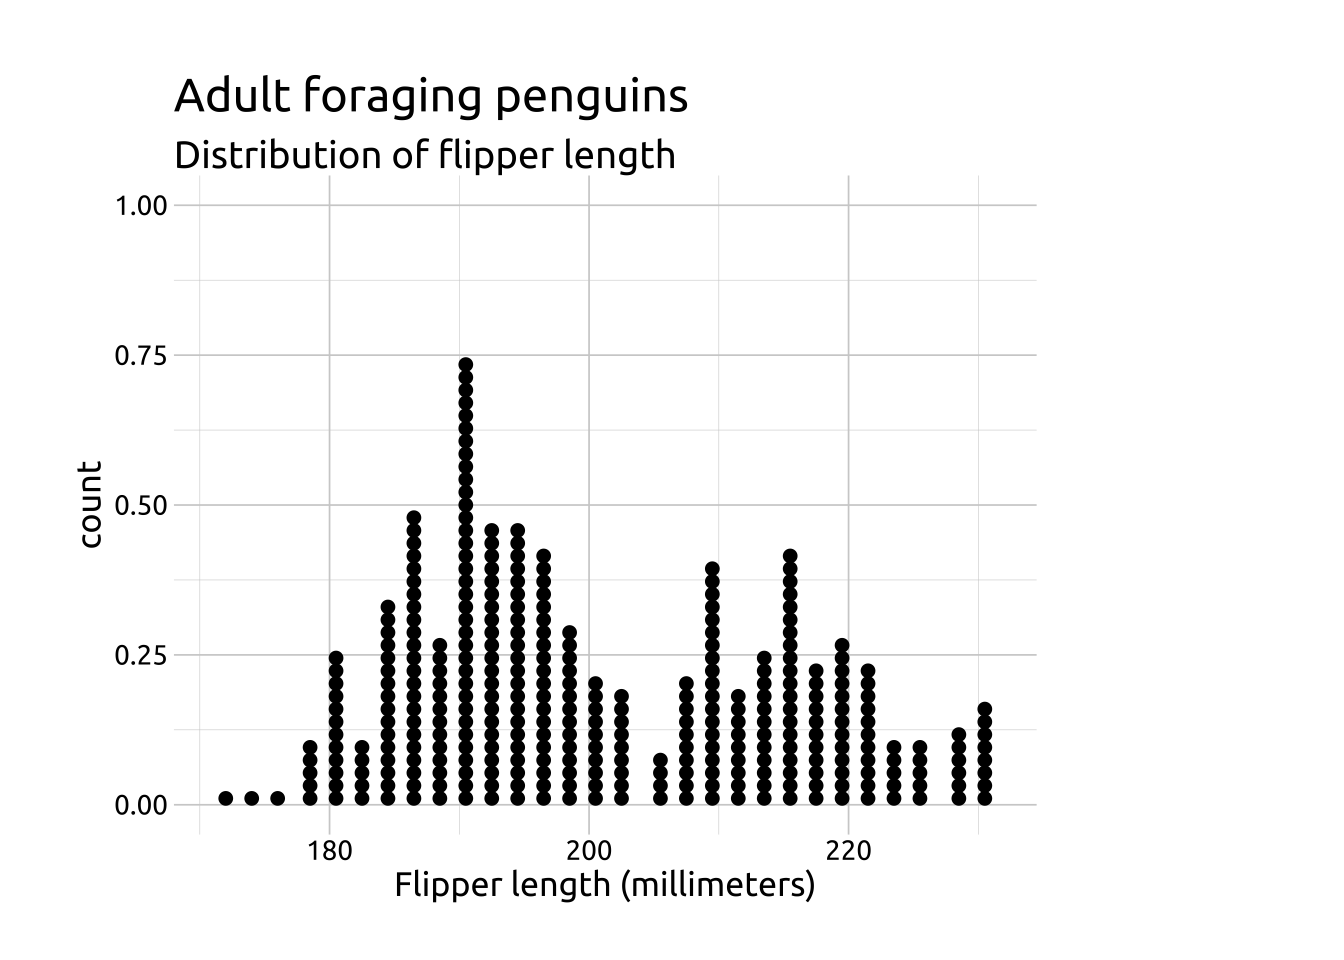 Adult foraging penguins
Distribution of flipper length
1.00
0.75
0.50
0.25
0.00
count
180 200 220
Flipper length (millimeters)